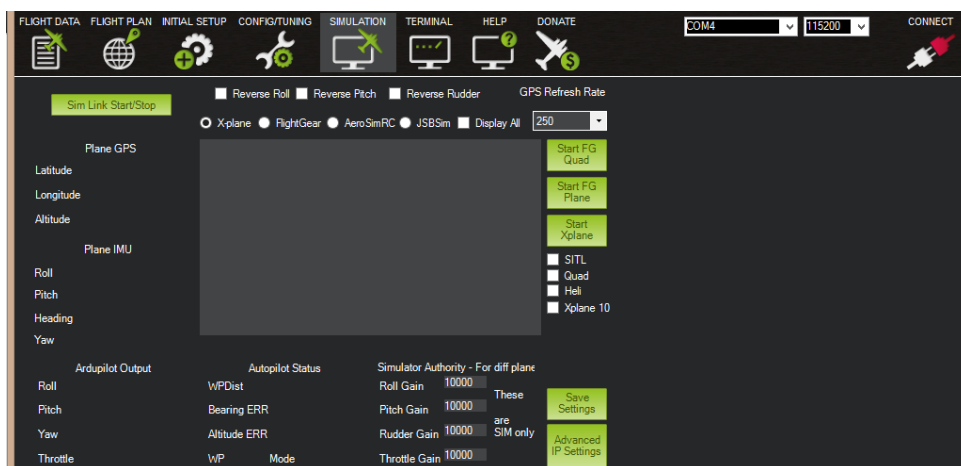 FLIGHT DATA FLIGHT PLAN INITIAL SETUP CONFIG/TUNING SIMULATION TERMINAL HELP DONATE COM4 115200 CONNECT
Reverse Roll Reverse Pitch Reverse Rudder GPS Refresh Rate
Sim Link Start/Stop
X-plane FlightGear AeroSimRC JSBSim Display All 250
Plane GPS
Latitude
Longitude
Altitude
Plane IMU
Roll
Pitch
Heading
Yaw
Start FG
Quad
Start FG
Plane
Start
Xplane
SITL
Quad
Heli
Xplane 10
Ardupilot Output
Roll
Pitch
Yaw
Throttle
Autopilot Status
WPDist
Bearing ERR
Altitude ERR
WP Mode
Simulator Authority - For diff plane
Roll Gain 10000
Pitch Gain 10000
Rudder Gain 10000
Throttle Gain 10000
These
are
SIM only
Save
Settings
Advanced
IP Settings